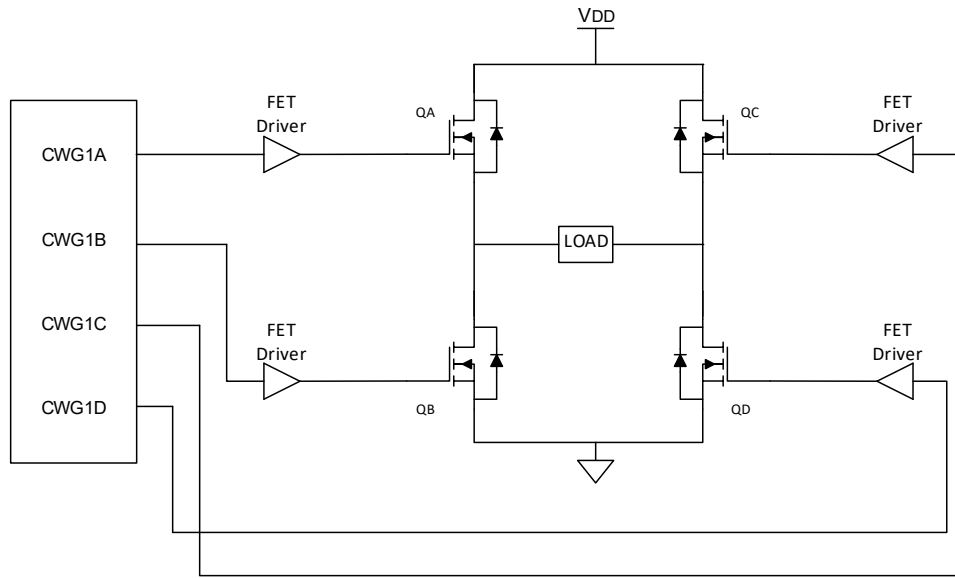 VDD
FET
Driver
QA
QC
FET
Driver
CWG1A
CWG1B
LOAD
CWG1C
FET
Driver
FET
Driver
CWG1D
QB
QD